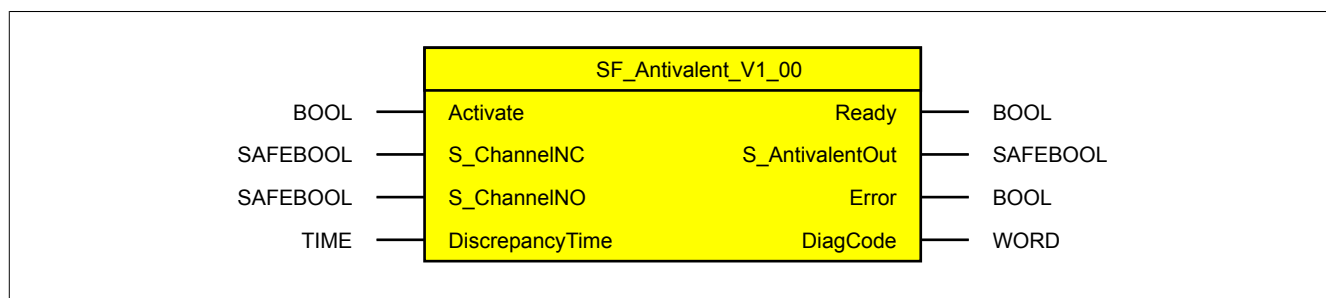 SF_Antivalent_V1_00
BOOL Activate Ready BOOL
SAFEBOOL S_ChannelNC S_AntivalentOut SAFEBOOL
SAFEBOOL S_ChannelNO Error BOOL
TIME DiscrepancyTime DiagCode WORD